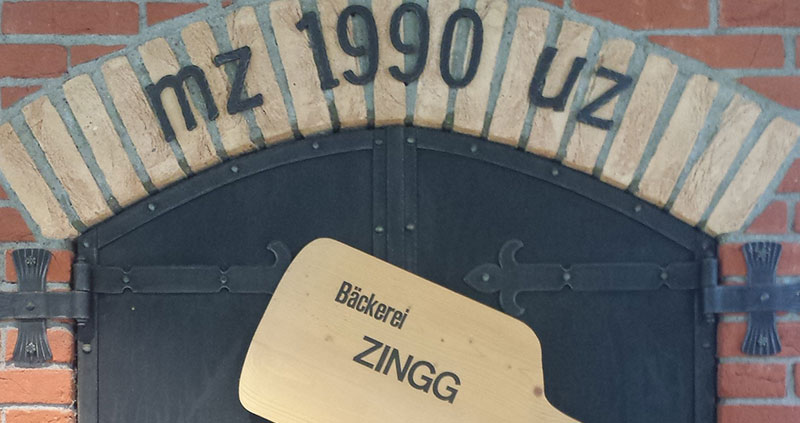 mz 1990 uz
Bäckerei
ZINGG